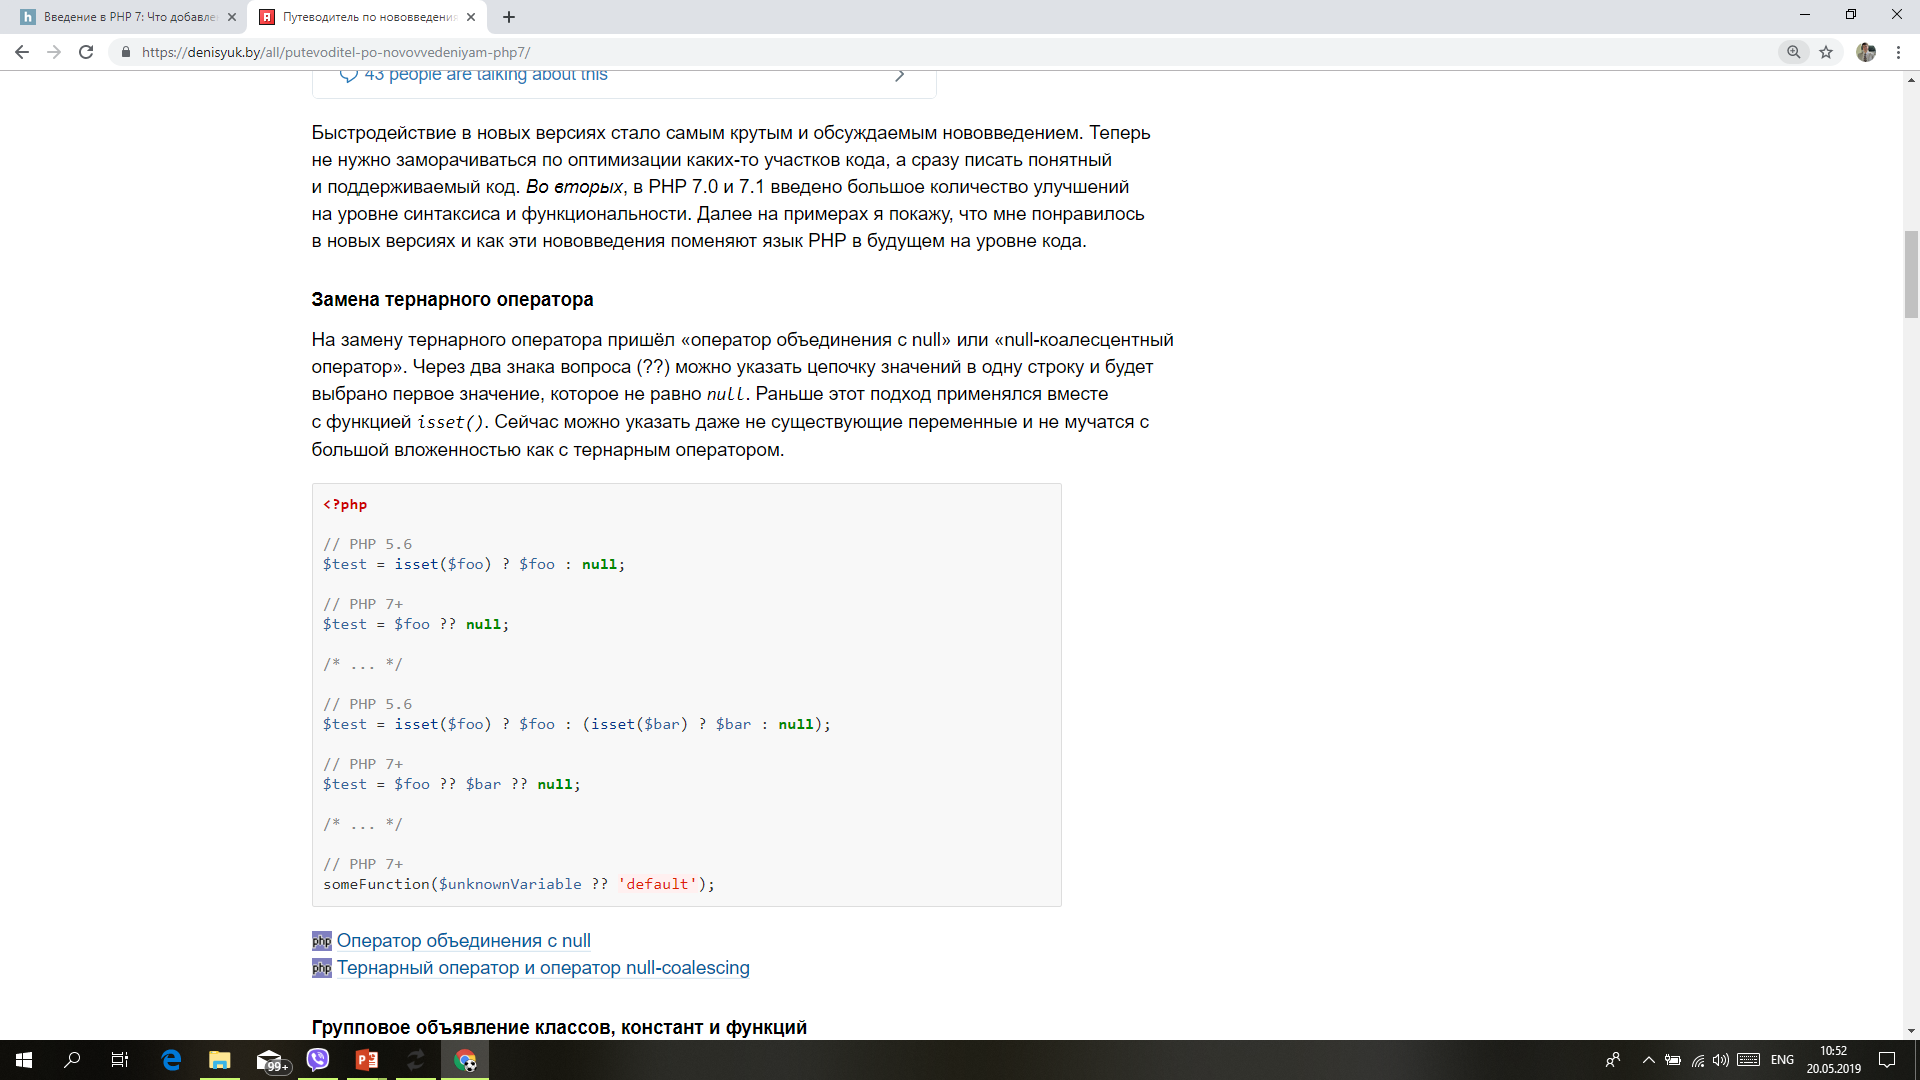 Введение в PHP 7: Что добавле
Путеводитель по нововведения
https://denisyuk.by/all/putevoditel-po-novovvedeniyam-php7/
43 people are talking about this
Быстродействие в новых версиях стало самым крутым и обсуждаемым нововведением. Теперь
не нужно заморачиваться по оптимизации каких-то участков кода, а сразу писать понятный
и поддерживаемый код. Во вторых, в PHP 7.0 и 7.1 введено большое количество улучшений
на уровне синтаксиса и функциональности. Далее на примерах я покажу, что мне понравилось
в новых версиях и как эти нововведения поменяют язык PHP в будущем на уровне кода.
Замена тернарного оператора
На замену тернарного оператора пришёл «оператор объединения с null» или «null-коалесцентный
оператор». Через два знака вопроса (??) можно указать цепочку значений в одну строку и будет
выбрано первое значение, которое не равно null. Раньше этот подход применялся вместе
с функцией isset(). Сейчас можно указать даже не существующие переменные и не мучатся с
большой вложенностью как с тернарным оператором.
<?php
// PHP 5.6
$test = isset($foo) ? $foo : null;
// PHP 7+
$test = $foo ?? null;
/* ... */
// PHP 5.6
$test = isset($foo) ? $foo : (isset($bar) ? $bar : null);
// PHP 7+
$test = $foo ?? $bar ?? null;
/* ... */
// PHP 7+
someFunction($unknownVariable ?? 'default');
php Оператор объединения с null
php Тернарный оператор и оператор null-coalescing
Групповое объявление классов, констант и функций
99+
ENG
10:52
20.05.2019